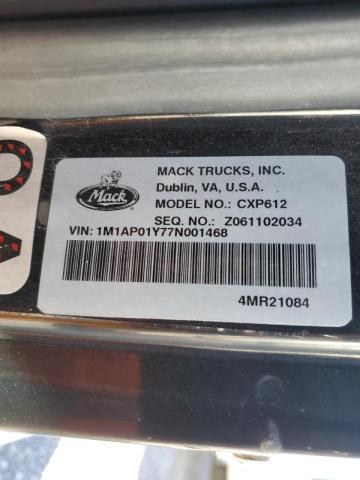 MACK TRUCKS, INC.
Dublin, VA, U.S.A.
Mack
MODEL NO.: CXP612
SEQ. NO.: Z061102034
VIN: 1M1AP01Y77N001468
4MR21084